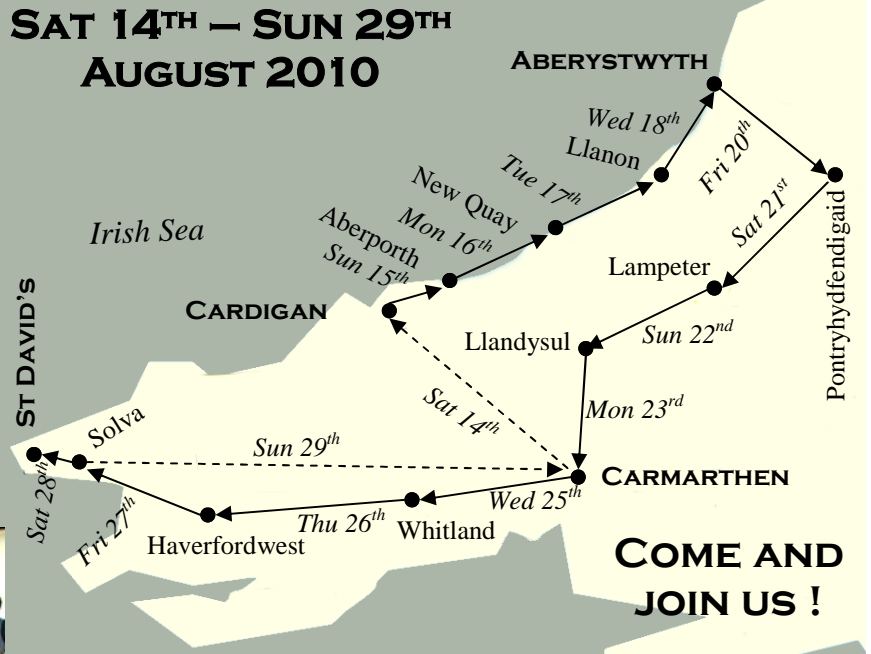 SAT 14TH – SUN 29TH
AUGUST 2010
ABERYSTWYTH
Wed 18th
Llanon
Fri 20th
Tue 17th
New Quay
Mon 16th
Sat 21st
Pontryhydfendigaid
Aberporth
Sun 15th
Irish Sea
Lampeter
CARDIGAN
Sun 22nd
Llandysul
ST DAVID'S
Mon 23rd
Sat 14th
Solva
Sun 29th
CARMARTHEN
Sat 28th
Fri 27th
Wed 25th
Thu 26th
Whitland
Haverfordwest
COME AND
JOIN US !